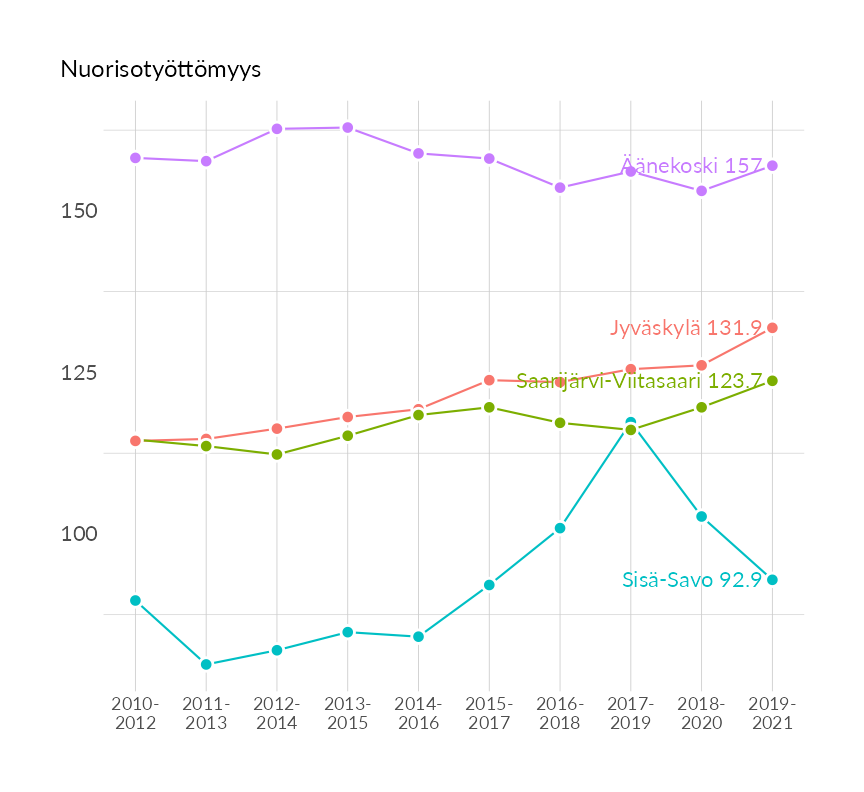 Nuorisotyöttömyys
Äänekoski 157
150
Jyväskylä 131.9
125
Saarijärvi-Viitasaari 123.7
100
Sisä-Savo 92.9
2010- 2011- 2012- 2013- 2014- 2015- 2016- 2017- 2018- 2019-
2012 2013 2014 2015 2016 2017 2018 2019 2020 2021